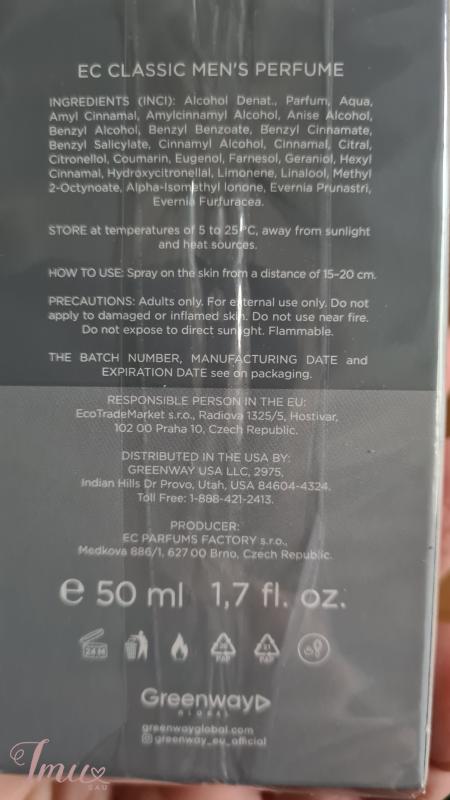 EC CLASSIC MEN'S PERFUME
INGREDIENTS (INCI): Alcohol Denat., Parfum, Aqua,
Amyl Cinnamal, Amylcinnamyl Alcohol, Anise Alcohol,
Benzyl Alcohol, Benzyl Benzoate, Benzyl Cinnamate,
Benzyl Salicylate, Cinnamyl Alcohol, Cinnamal, Citral,
Citronellol, Coumarin, Eugenol, Farnesol, Geraniol, Hexyl
Cinnamal, Hydroxycitronellal, Limonene, Linalool, Methyl
2-Octynoate, Alpha-Isomethyl Ionone, Evernia Prunastri,
Evernia Furfuracea.
STORE at temperatures of 5 to 25 °C, away from sunlight
and heat sources.
HOW TO USE: Spray on the skin from a distance of 15-20 cm.
PRECAUTIONS: Adults only. For external use only. Do not
apply to damaged or inflamed skin. Do not use near fire.
Do not expose to direct sunlight. Flammable.
THE BATCH NUMBER, MANUFACTURING DATE and
EXPIRATION DATE see on packaging.
RESPONSIBLE PERSON IN THE EU:
EcoTradeMarket s.r.o., Radiova 1325/5, Hostivar,
102 00 Praha 10, Czech Republic.
DISTRIBUTED IN THE USA BY:
GREENWAY USA LLC, 2975,
Indian Hills Dr Provo, Utah, USA 84604-4324.
Toll Free: 1-888-421-2413.
PRODUCER:
EC PARFUMS FACTORY s.r.o.,
Medkova 886/1, 627 00 Brno, Czech Republic.
e 50 ml 1,7 fl. oz.
24 M PAP 21 PAP
Greenway
GLOBAL
greenwayglobal.com
greenway_eu_official
Imu
SAU